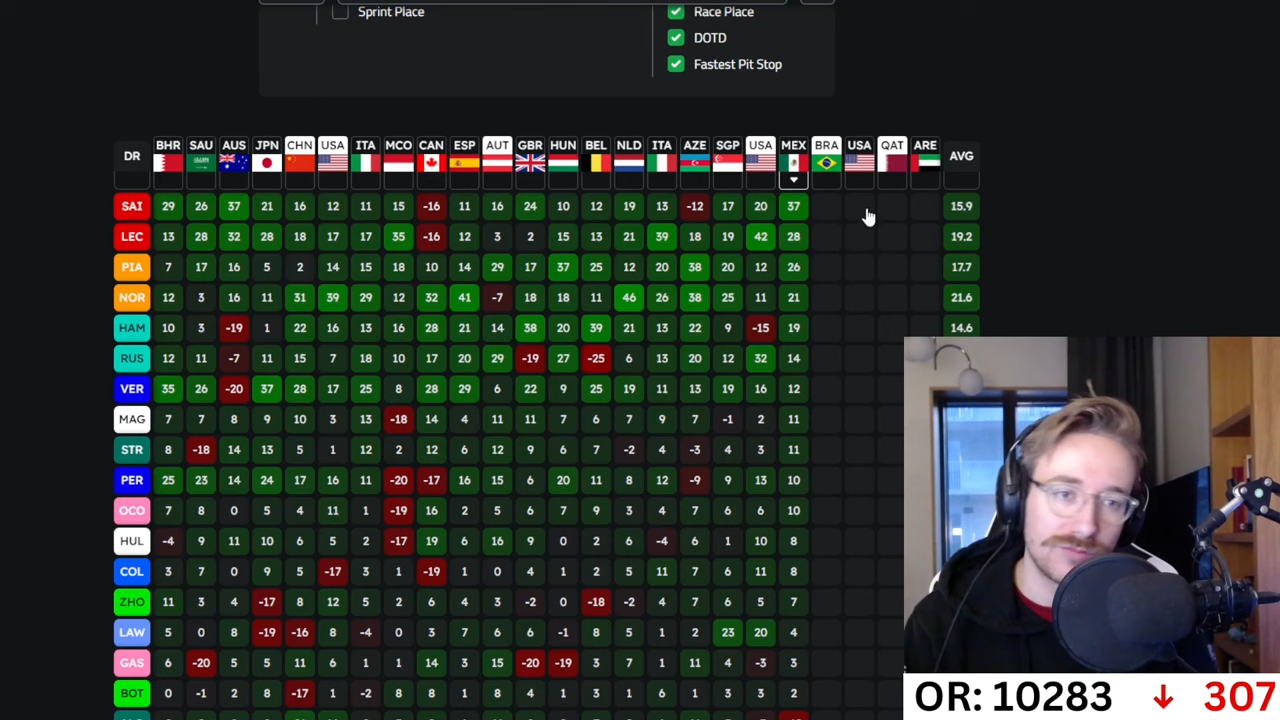 Sprint Place Race Place
DOTD
Fastest Pit Stop
DR BHR SAU AUS JPN CHN USA ITA MCO CAN ESP AUT GBR HUN BEL NLD ITA AZE SGP USA MEX BRA USA QAT ARE AVG
SAI 29 26 37 21 16 12 11 15 -16 11 16 24 10 12 19 13 -12 17 20 37 15.9
LEC 13 28 32 28 18 17 17 35 -16 12 3 2 15 13 21 39 18 19 42 28 19.2
PIA 7 17 16 5 2 14 15 18 10 14 29 17 37 25 12 20 38 20 12 26 17.7
NOR 12 3 16 11 31 39 29 12 32 41 -7 18 18 11 46 26 38 25 11 21 21.6
HAM 10 3 -19 1 22 16 13 16 28 21 14 38 20 39 21 13 22 9 -15 19 14.6
RUS 12 11 -7 11 15 7 18 10 17 20 29 -19 27 -25 6 13 20 12 32 14
VER 35 26 -20 37 28 17 25 8 28 29 6 22 9 25 19 11 13 19 16 12
MAG 7 7 8 9 10 3 13 -18 14 4 11 11 7 6 7 9 7 -1 2 11
STR 8 -18 14 13 5 1 12 2 12 6 12 9 6 7 -2 4 -3 4 3 11
PER 25 23 14 24 17 16 11 -20 -17 16 15 6 20 11 8 12 -9 9 13 10
OCO 7 8 0 5 4 11 1 -19 16 2 5 6 7 9 3 4 7 6 6 10
HUL -4 9 11 10 6 5 2 -17 19 6 16 9 0 2 6 -4 6 1 10 8
COL 3 7 0 9 5 -17 3 1 -19 1 0 4 1 2 5 11 7 6 11 8
ZHO 11 3 4 -17 8 12 5 2 6 4 3 -2 0 -18 -2 4 7 6 5 7
LAW 5 0 8 -19 -16 8 -4 0 3 7 6 6 -1 8 5 1 2 23 20 4
GAS 6 -20 5 5 11 6 1 1 14 3 15 -20 -19 3 7 1 11 4 -3 3
BOT 0 -1 2 8 -17 1 -2 8 8 1 8 4 1 3 1 6 1 3 3 2
OR: 10283 ↓ 307